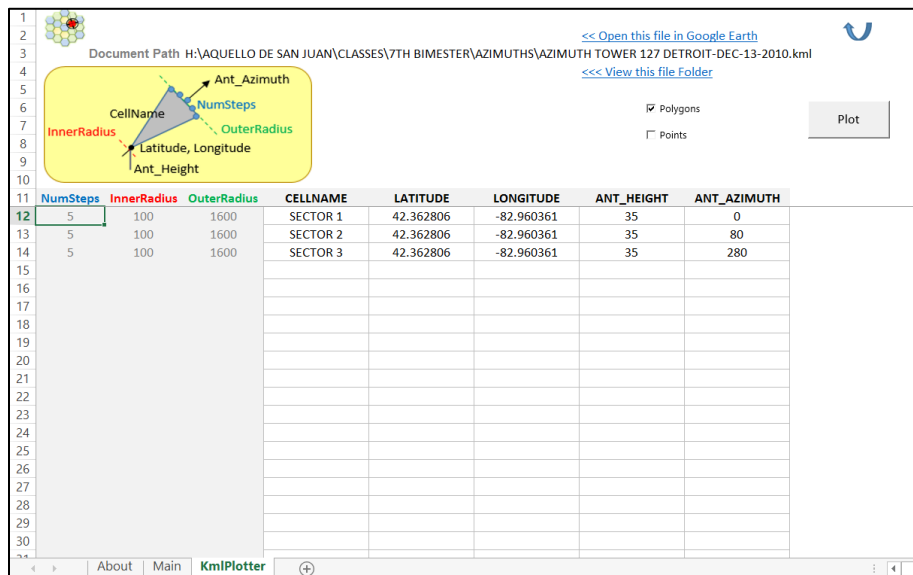 1
2 << Open this file in Google Earth
3 Document Path H:\AQUELLO DE SAN JUAN\CLASSES\7TH BIMESTER\AZIMUTHS\AZIMUTH TOWER 127 DETROIT-DEC-13-2010.kml
4 <<< View this file Folder
Ant_Azimuth
5
NumSteps
6 CellName Polygons
Plot
7 InnerRadius OuterRadius
Points
8 Latitude, Longitude
9 Ant_Height
10
11 NumSteps InnerRadius OuterRadius CELLNAME LATITUDE LONGITUDE ANT_HEIGHT ANT_AZIMUTH
12 5 100 1600 SECTOR 1 42.362806 -82.960361 35 0
13 5 100 1600 SECTOR 2 42.362806 -82.960361 35 80
14 5 100 1600 SECTOR 3 42.362806 -82.960361 35 280
15
16
17
18
19
20
21
22
23
24
25
26
27
28
29
30
About Main KmlPlotter